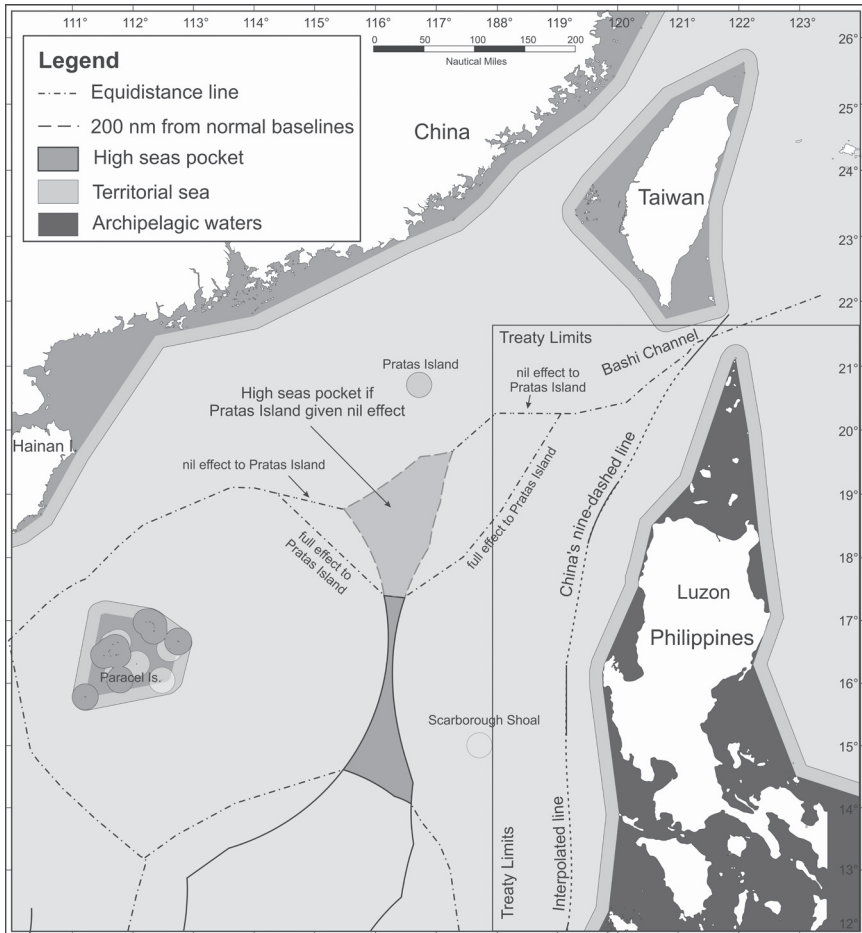 111° 112° 113° 114° 115° 116° 117° 188° 119° 120° 121° 122° 123°
0 50 100 150 200
Nautical Miles
Legend
Equidistance line
200 nm from normal baselines
High seas pocket
Territorial sea
Archipelagic waters
26°
China
25°
24°
Taiwan
23°
22°
Treaty Limits
Bashi Channel
21°
Pratas Island
nil effect to
Pratas Island
High seas pocket if
Pratas Island given nil effect
20°
Hainan I.
nil effect to Pratas Island
19°
full effect to
Pratas Island
full effect to Pratas Island
China's nine-dashed line
18°
Luzon
17°
Philippines
Paracel Is.
16°
Scarborough Shoal
15°
14°
Treaty Limits
Interpolated line
13°
12°